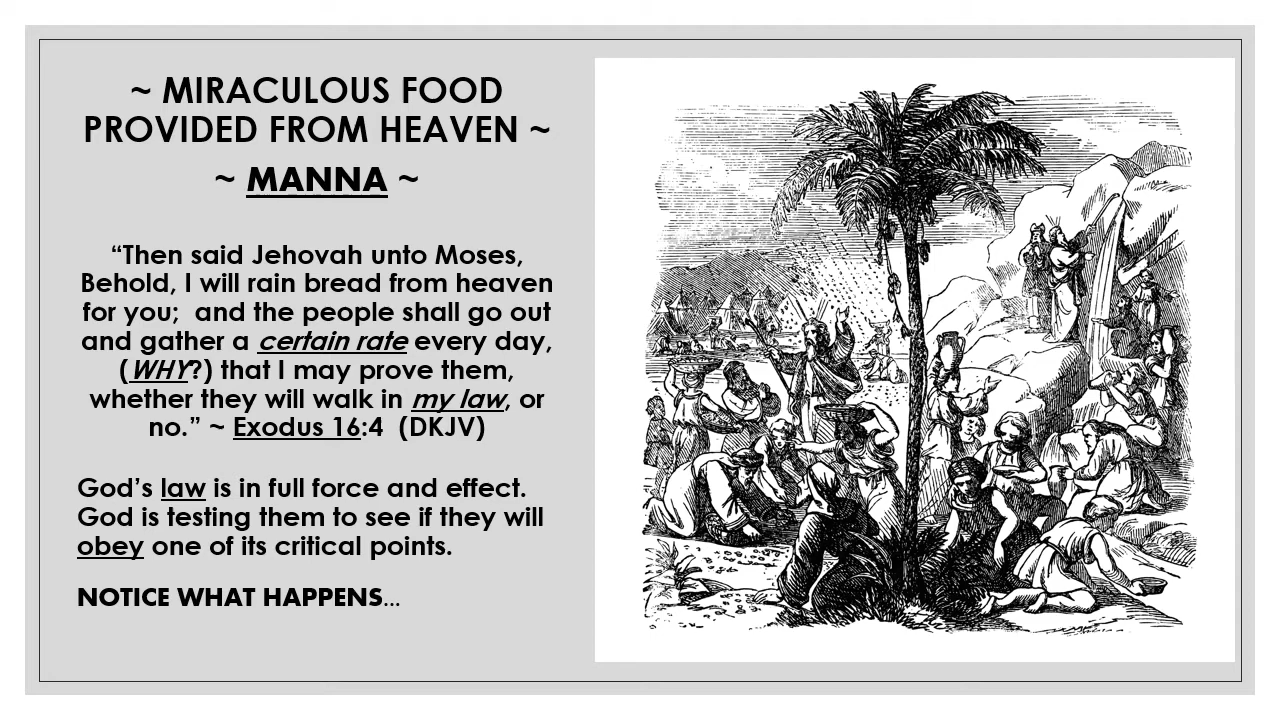 ~ MIRACULOUS FOOD
PROVIDED FROM HEAVEN ~
~ MANNA ~
“Then said Jehovah unto Moses,
Behold, I will rain bread from heaven
for you;  and the people shall go out
and gather a certain rate every day,
(WHY?) that I may prove them,
whether they will walk in my law, or
no.” ~ Exodus 16:4  (DKJV)
God’s law is in full force and effect.
God is testing them to see if they will
obey one of its critical points.
NOTICE WHAT HAPPENS…